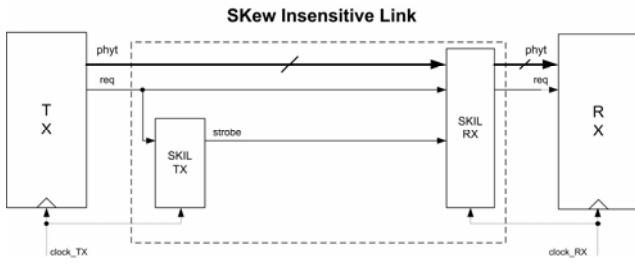 SKew Insensitive Link
phyt
phyt
req
req
T
X
SKIL
TX
strobe
SKIL
RX
R
X
clock_TX
clock_RX